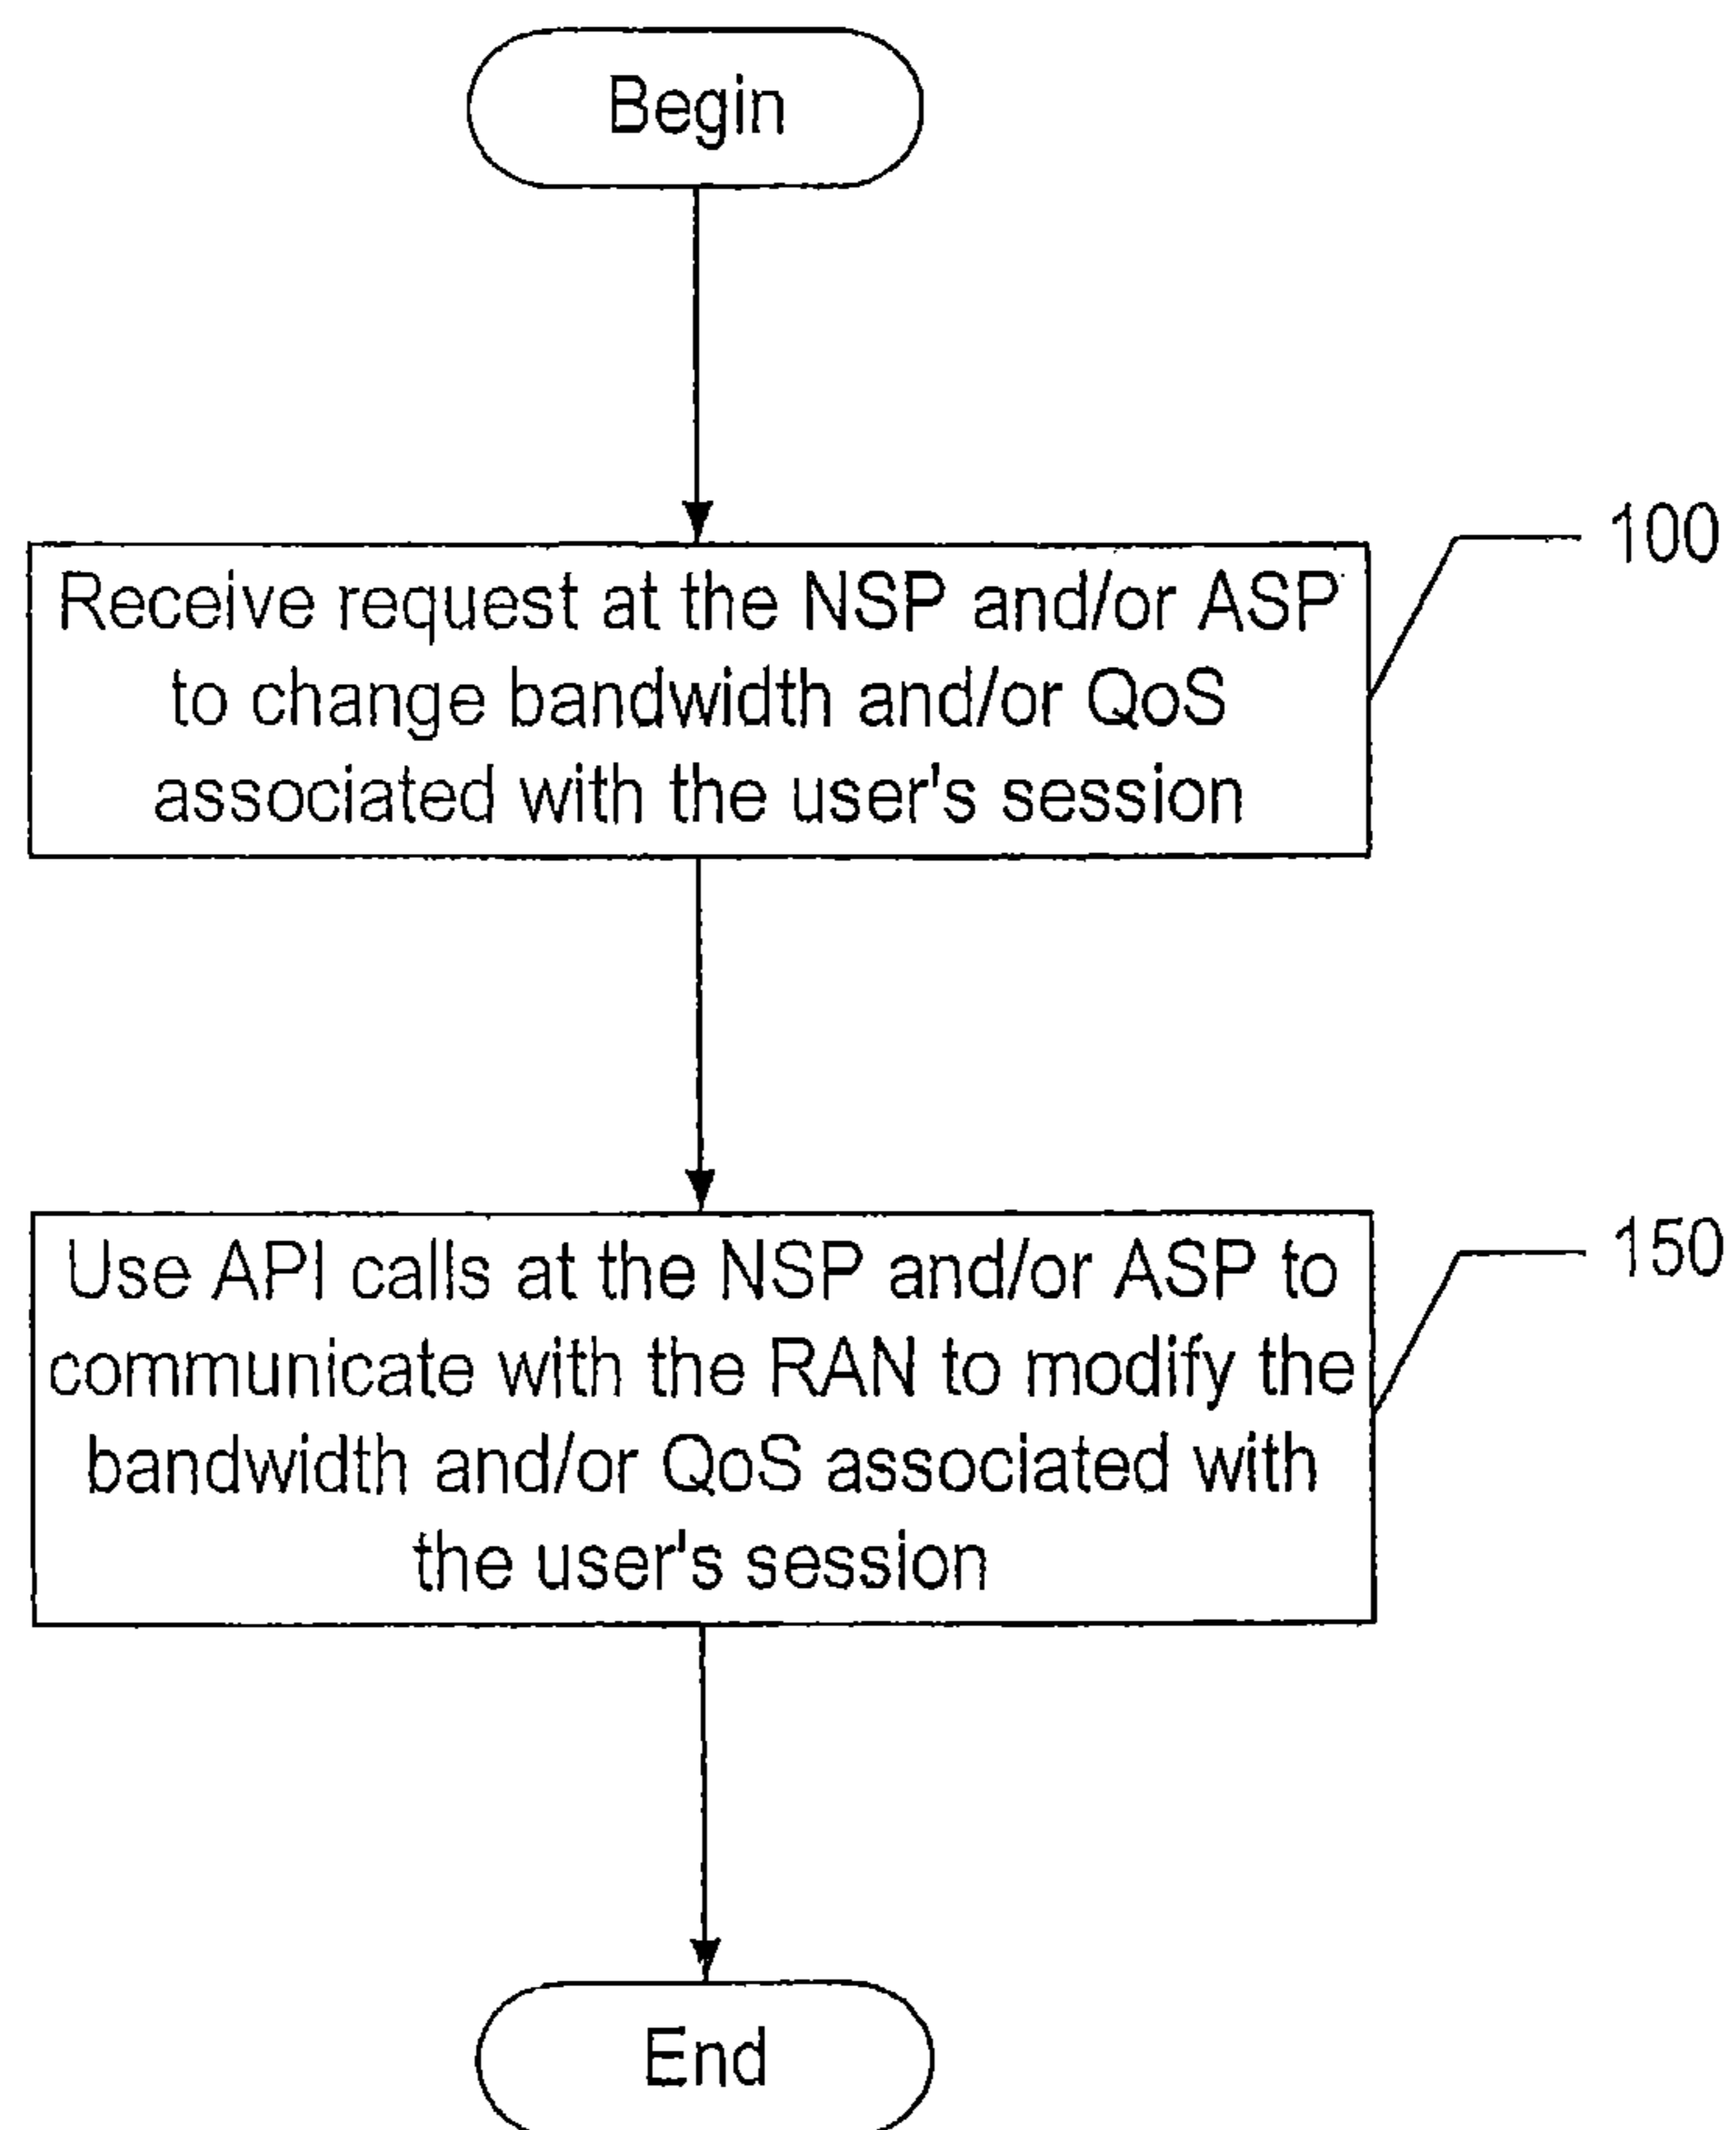 Begin
100
Receive request at the NSP and/or ASP
to change bandwidth and/or QoS
associated with the user's session
150
Use API calls at the NSP and/or ASP to
communicate with the RAN to modify the
bandwidth and/or QoS associated with
the user's session
End